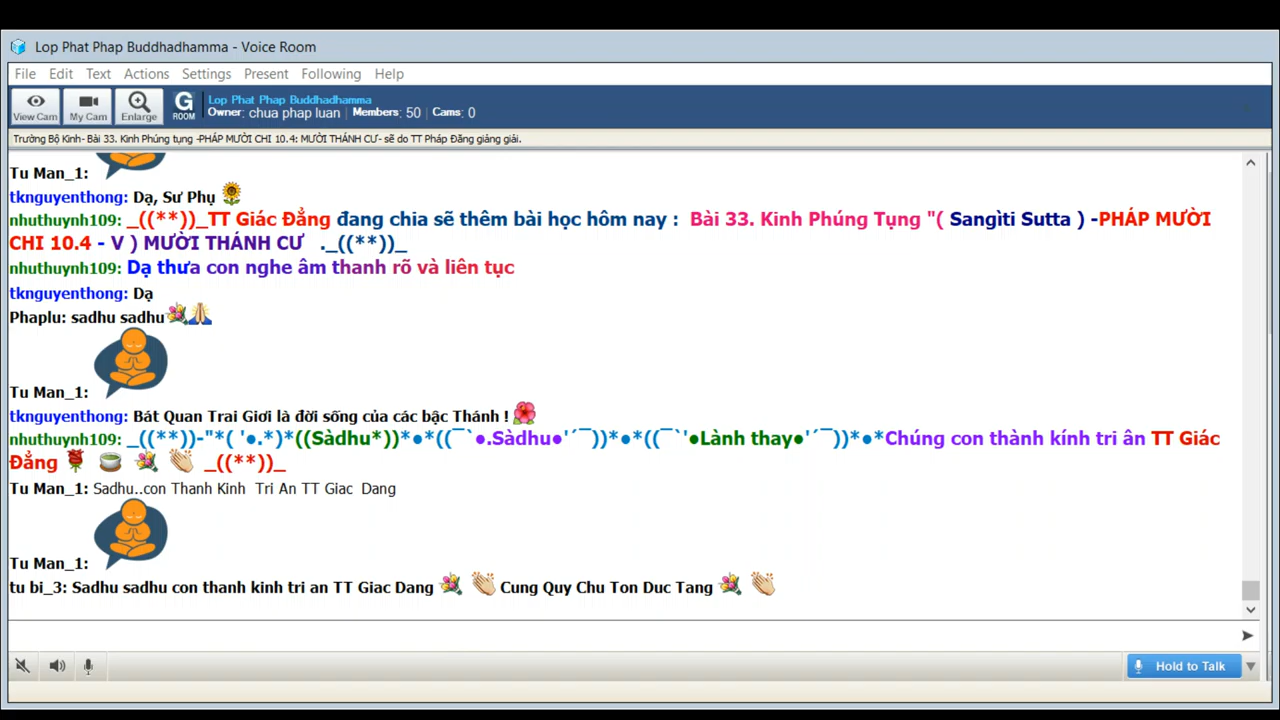 Lop Phat Phap Buddhadhamma - Voice Room
File Edit Text Actions Settings Present Following Help
View Cam My Cam Enlarge G ROOM Lop Phat Phap Buddhadhamma
Owner: chua phap luan | Members: 50 | Cams: 0
Trường Bộ Kinh- Bài 33. Kinh Phúng tụng -PHÁP MƯỜI CHI 10.4: MƯỜI THÁNH CƯ- sẽ do TT Pháp Đăng giảng giải.
Tu Man_1:
tknguyenthong: Dạ, Sư Phụ 🌻
nhuthuynh109: _((**))_TT Giác Đẳng đang chia sẽ thêm bài học hôm nay : Bài 33. Kinh Phúng Tụng "( Sangìti Sutta ) -PHÁP MƯỜI
CHI 10.4 - V ) MƯỜI THÁNH CƯ ._((**))_
nhuthuynh109: Dạ thưa con nghe âm thanh rõ và liên tục
tknguyenthong: Dạ
Phaplu: sadhu sadhu💐🙏
Tu Man_1:
tknguyenthong: Bát Quan Trai Giơi là đời sống của các bậc Thánh ! 🌺
nhuthuynh109: _((**))-"*( '●.*)*((Sàdhu*))*●*((¯`●.Sàdhu●'´¯))*●*((¯`'●Lành thay●'´¯))*●*Chúng con thành kính tri ân TT Giác
Đẳng 🌹 🍵 💐 👏 _((**))_
Tu Man_1: Sadhu..con Thanh Kinh Tri An TT Giac Dang
Tu Man_1:
tu bi_3: Sadhu sadhu con thanh kinh tri an TT Giac Dang 💐 👏 Cung Quy Chu Ton Duc Tang 💐 👏
Hold to Talk